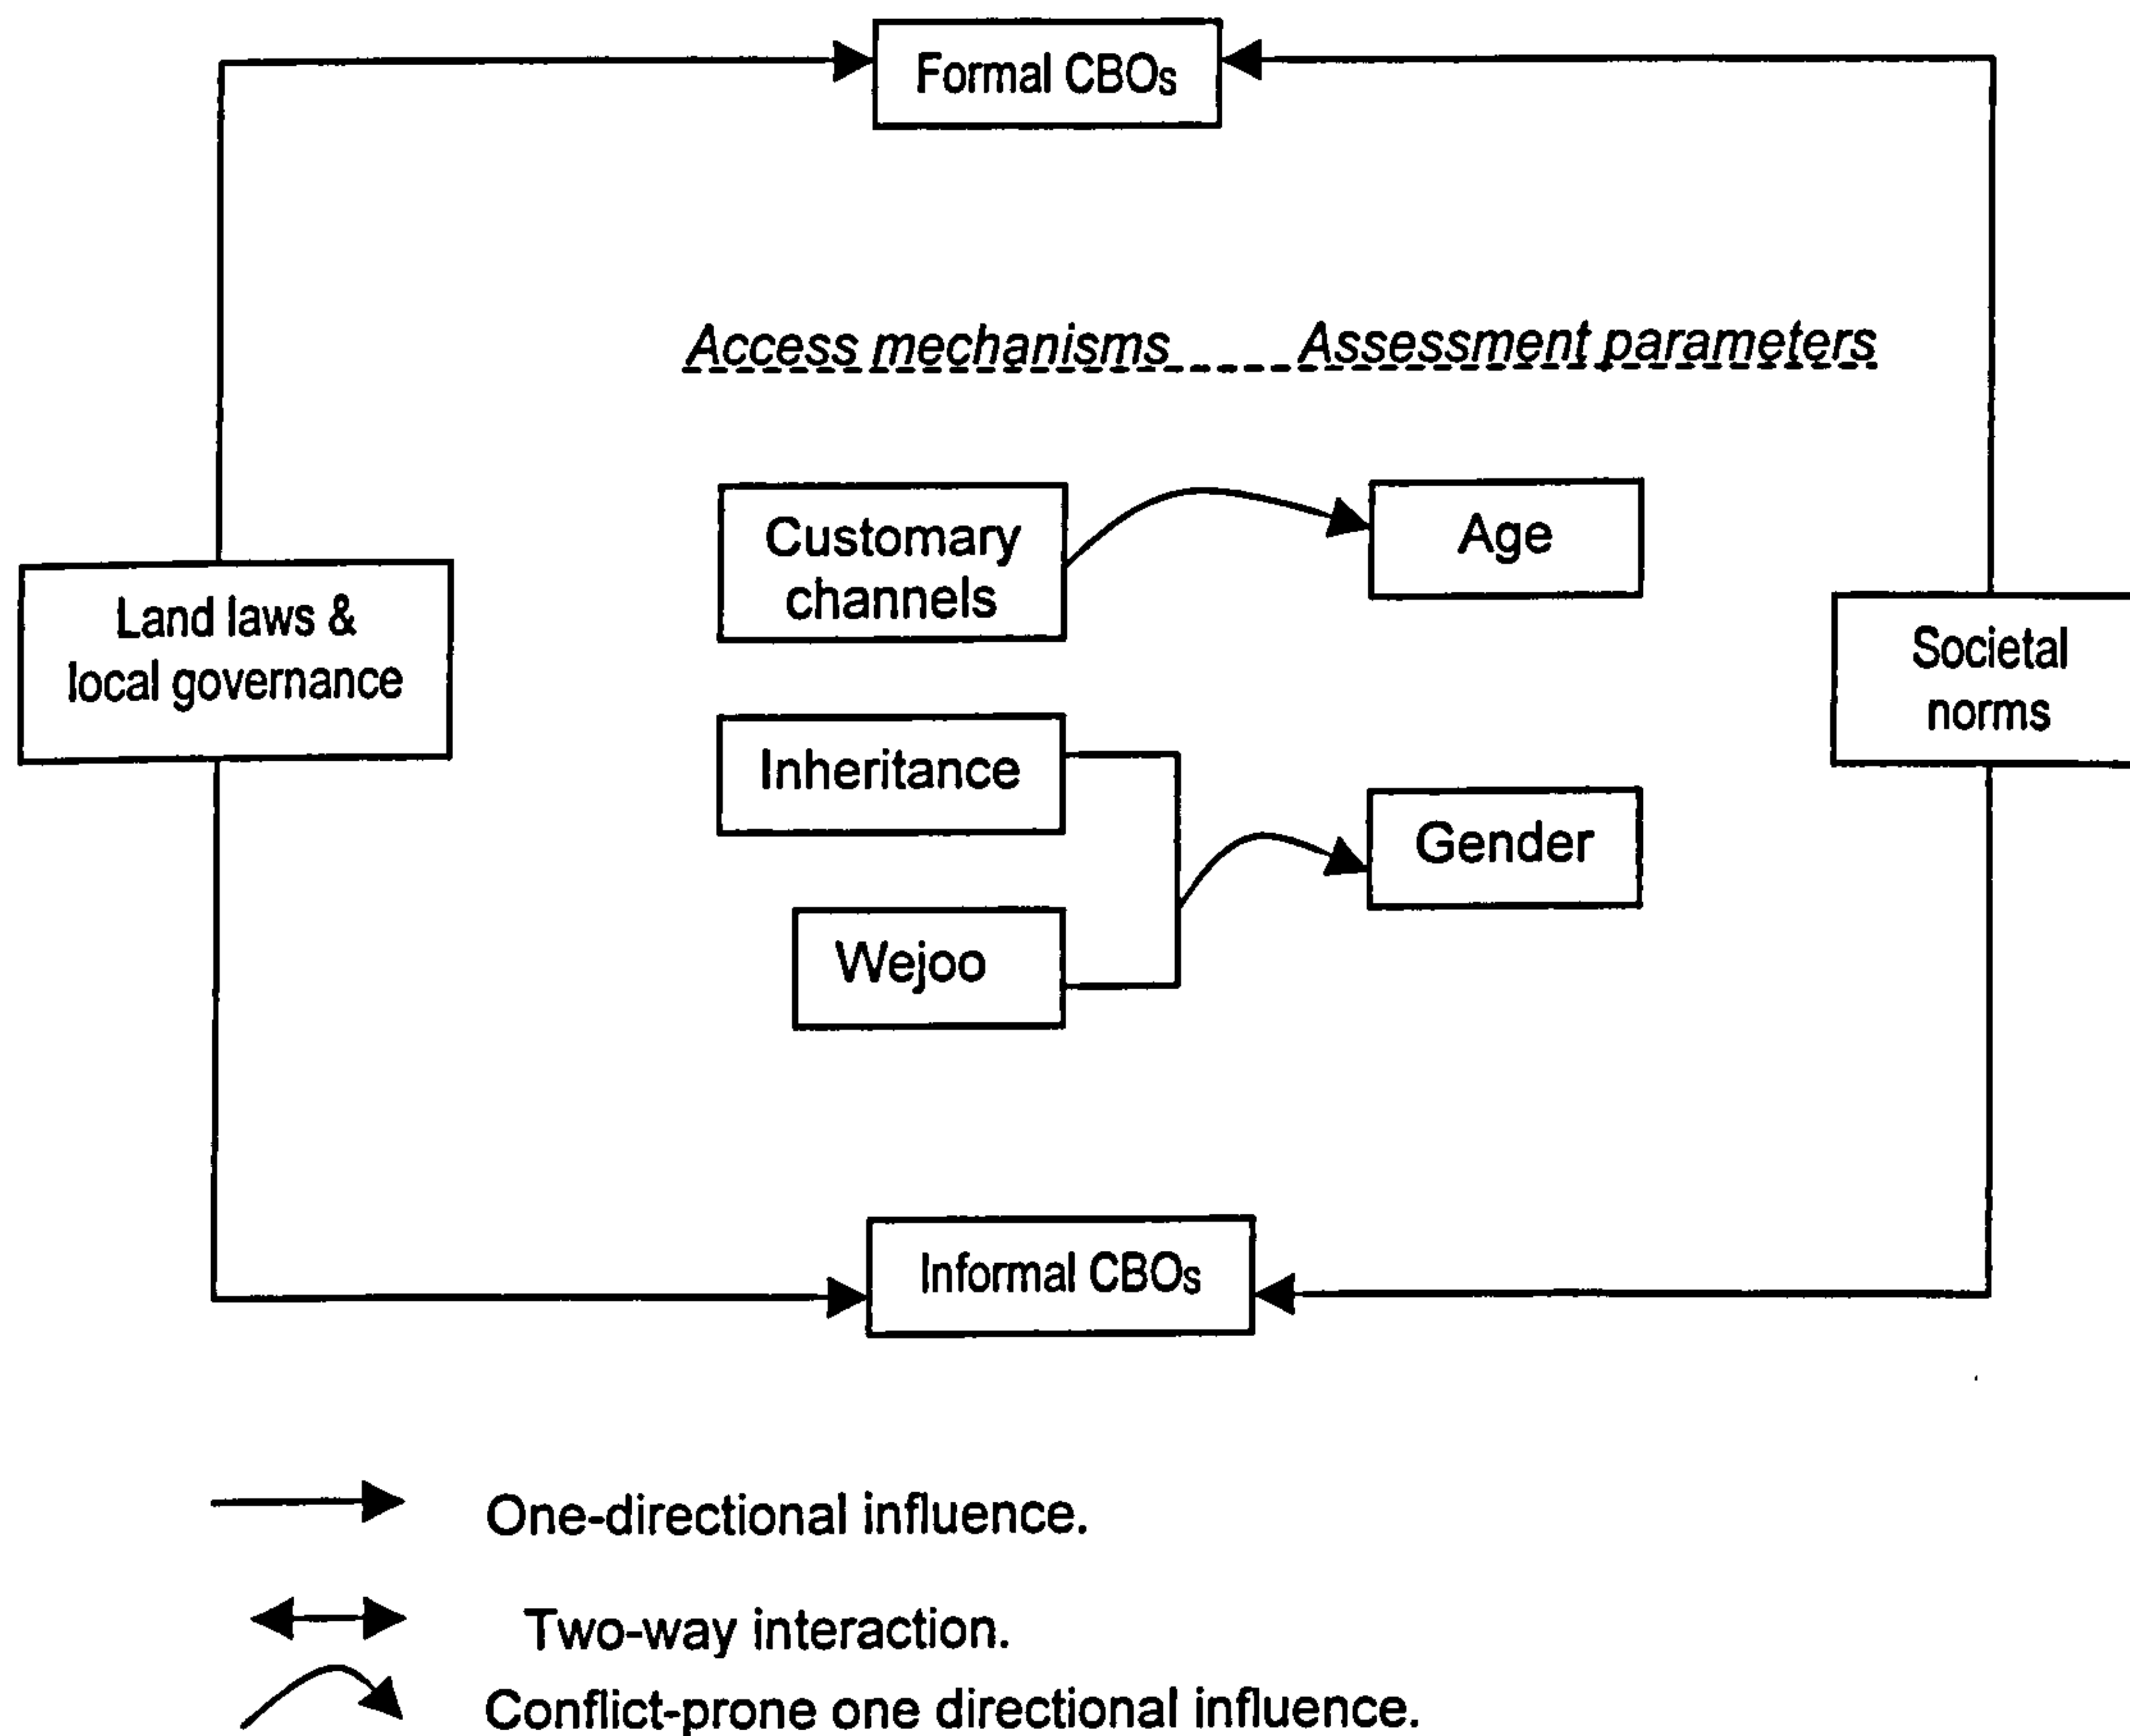 Formal CBOs
Access mechanisms Assessment parameters
Customary
channels
Age
Land laws &
local governance
Societal
norms
Inheritance
Gender
Wejoo
Informal CBOs
One-directional influence.
Two-way interaction.
Conflict-prone one directional influence.